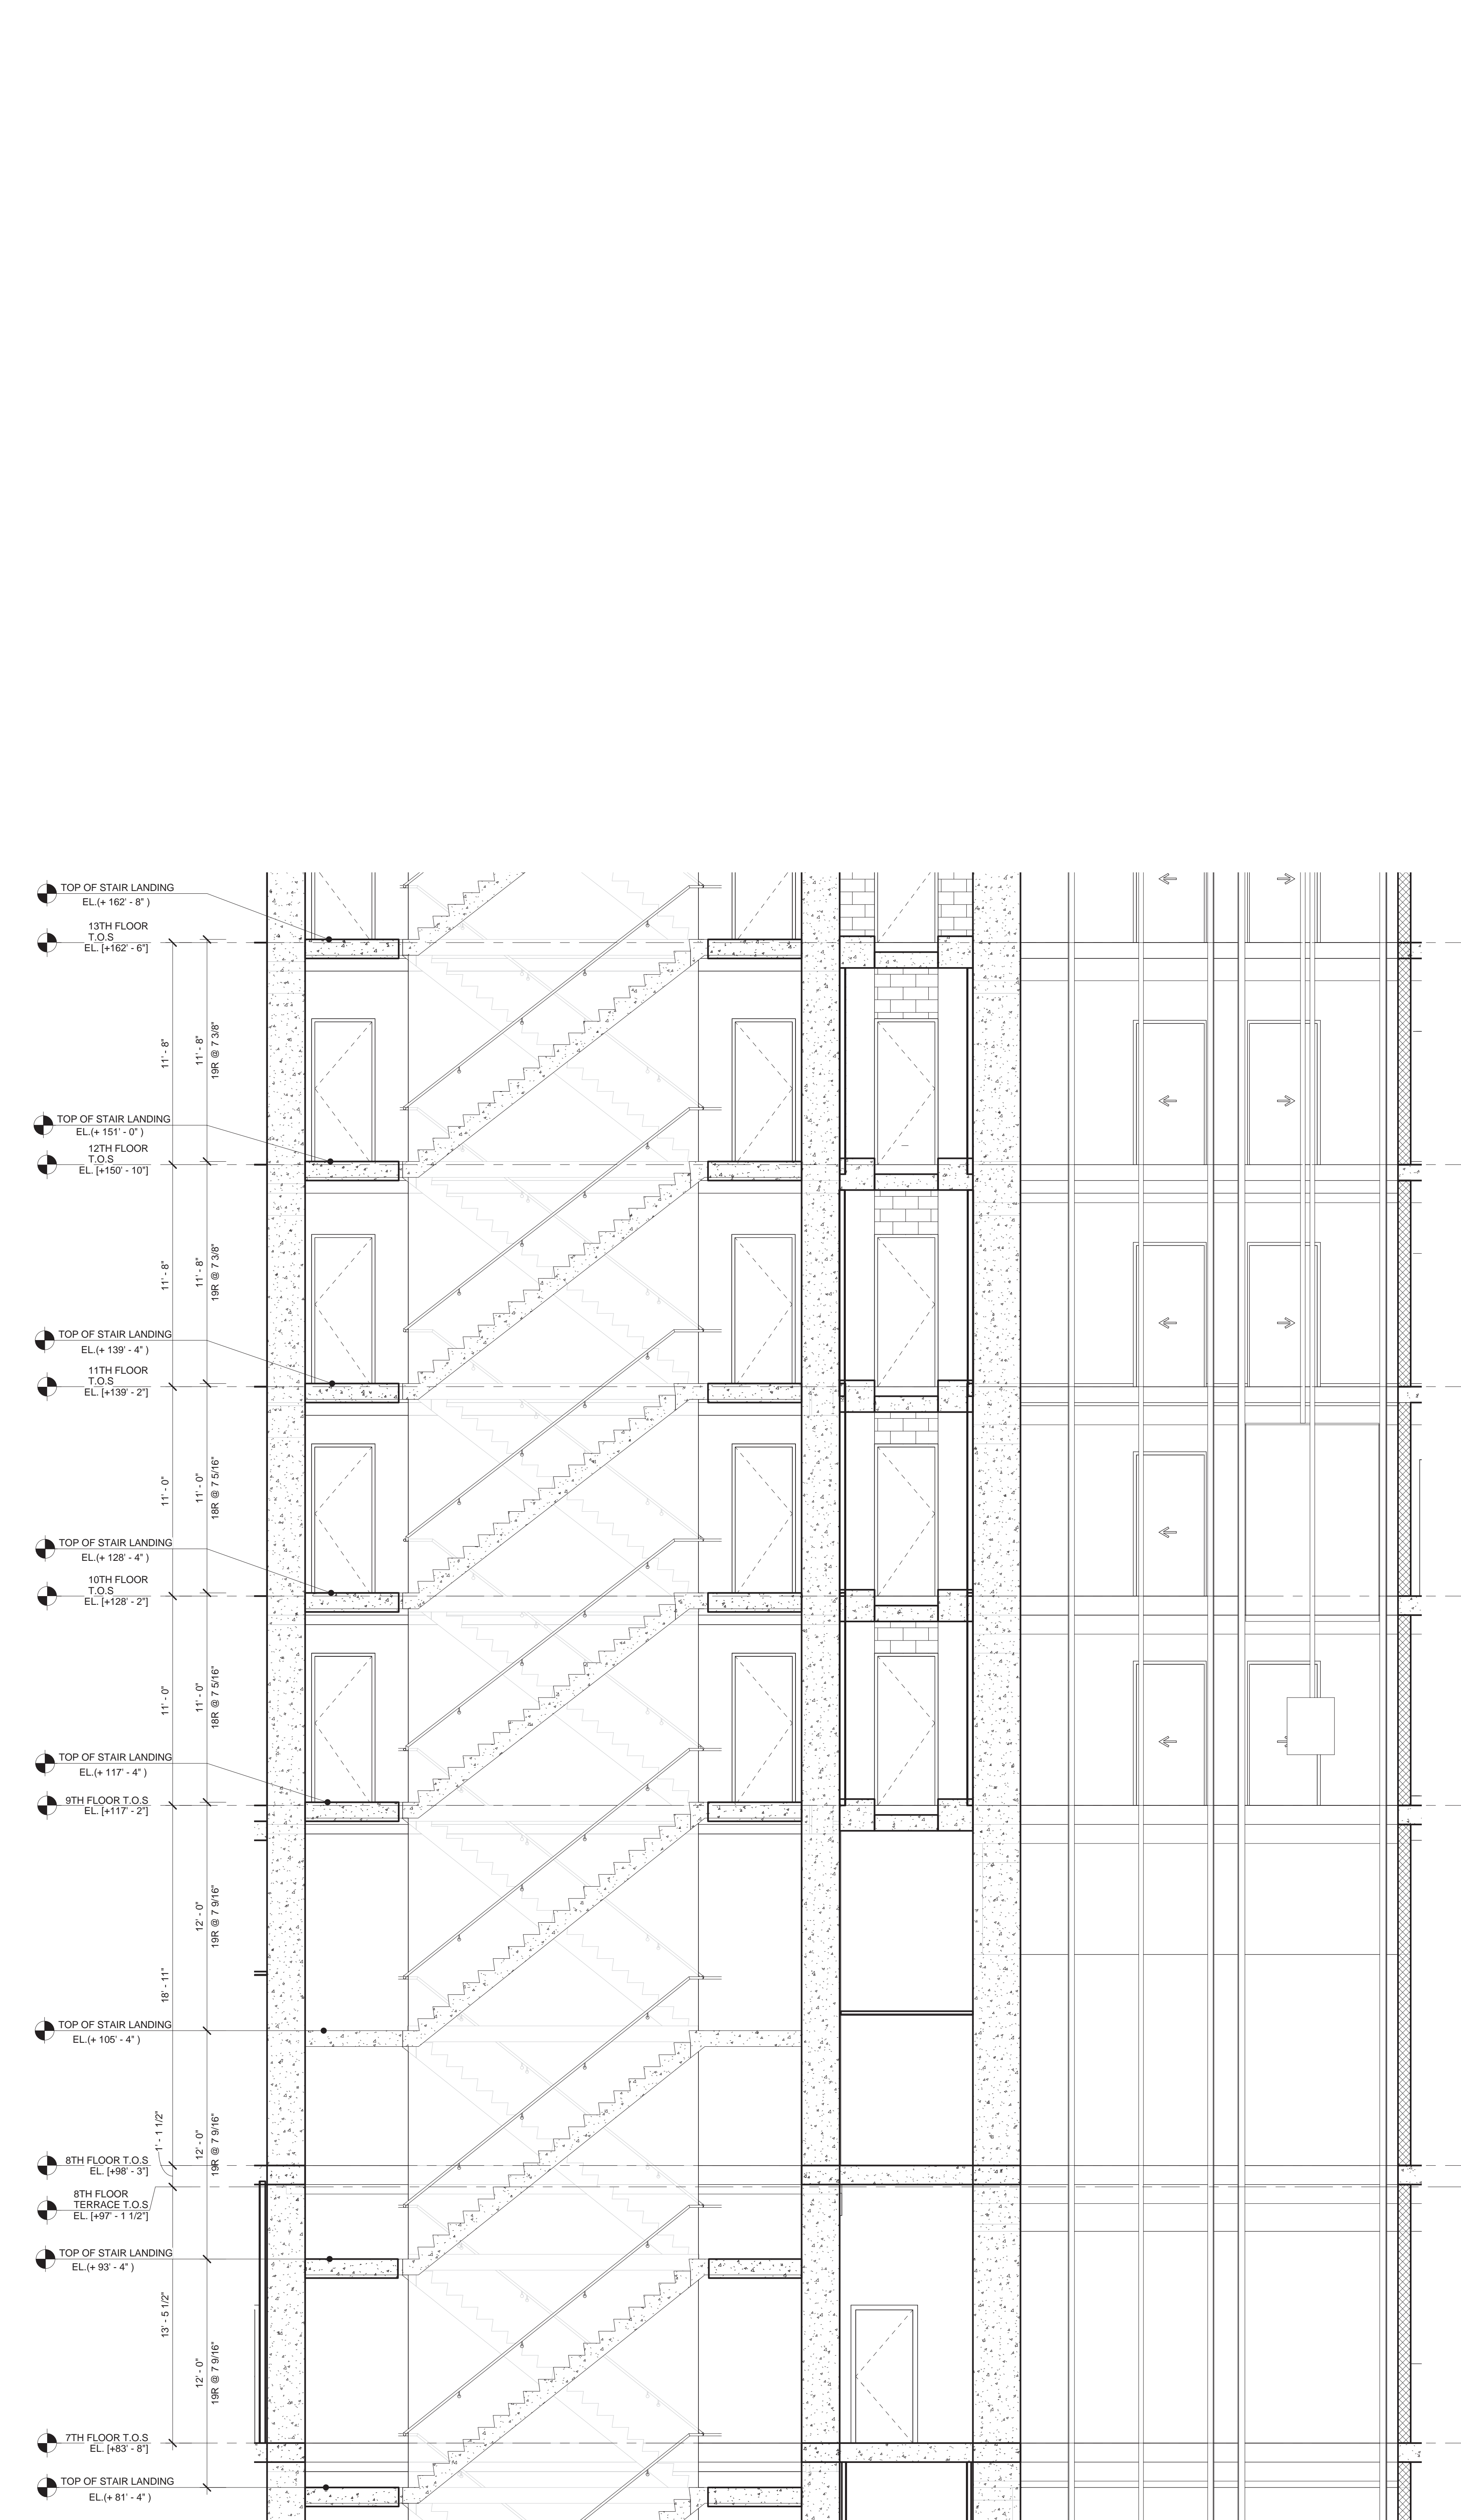 TOP OF STAIR LANDING
EL.(+ 162' - 8" )
13TH FLOOR
T.O.S
EL. [+162' - 6"]
11' - 8"
11' - 8"
19R @ 7 3/8"
TOP OF STAIR LANDING
EL.(+ 151' - 0" )
12TH FLOOR
T.O.S
EL. [+150' - 10"]
11' - 8"
11' - 8"
19R @ 7 3/8"
TOP OF STAIR LANDING
EL.(+ 139' - 4" )
11TH FLOOR
T.O.S
EL. [+139' - 2"]
11' - 0"
11' - 0"
18R @ 7 5/16"
TOP OF STAIR LANDING
EL.(+ 128' - 4" )
10TH FLOOR
T.O.S
EL. [+128' - 2"]
11' - 0"
11' - 0"
18R @ 7 5/16"
TOP OF STAIR LANDING
EL.(+ 117' - 4" )
9TH FLOOR T.O.S
EL. [+117' - 2"]
12' - 0"
19R @ 7 9/16"
18' - 11"
TOP OF STAIR LANDING
EL.(+ 105' - 4" )
1' - 1 1/2"
12' - 0"
19R @ 7 9/16"
8TH FLOOR T.O.S
EL. [+98' - 3"]
8TH FLOOR
TERRACE T.O.S
EL. [+97' - 1 1/2"]
TOP OF STAIR LANDING
EL.(+ 93' - 4" )
13' - 5 1/2"
12' - 0"
19R @ 7 9/16"
7TH FLOOR T.O.S
EL. [+83' - 8"]
TOP OF STAIR LANDING
EL.(+ 81' - 4" )